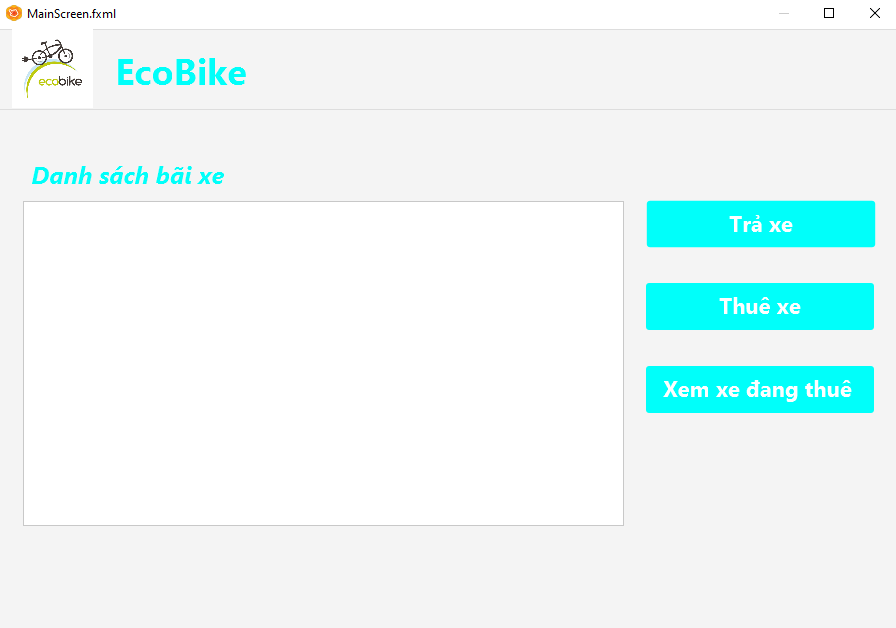 MainScreen.fxml
ecobike
EcoBike
Danh sách bãi xe
Trả xe
Thuê xe
Xem xe đang thuê